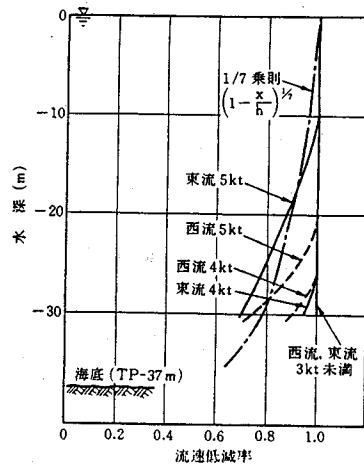 0
1/7 乗則
(1-x/h)^1/7
-10
東流 5kt
水 深 (m)
-20
西流 5kt
西流 4kt
東流 4kt
-30
西流,東流
3kt 未満
海底 (TP-37m)
0 0.2 0.4 0.6 0.8 1.0
流速低減率